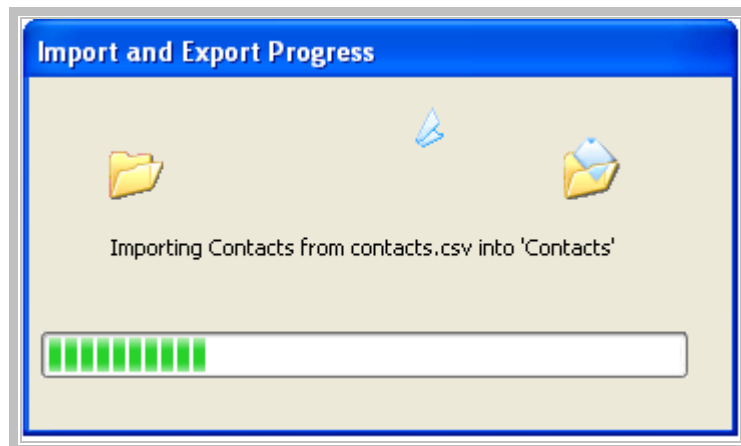 Import and Export Progress
Importing Contacts from contacts.csv into 'Contacts'